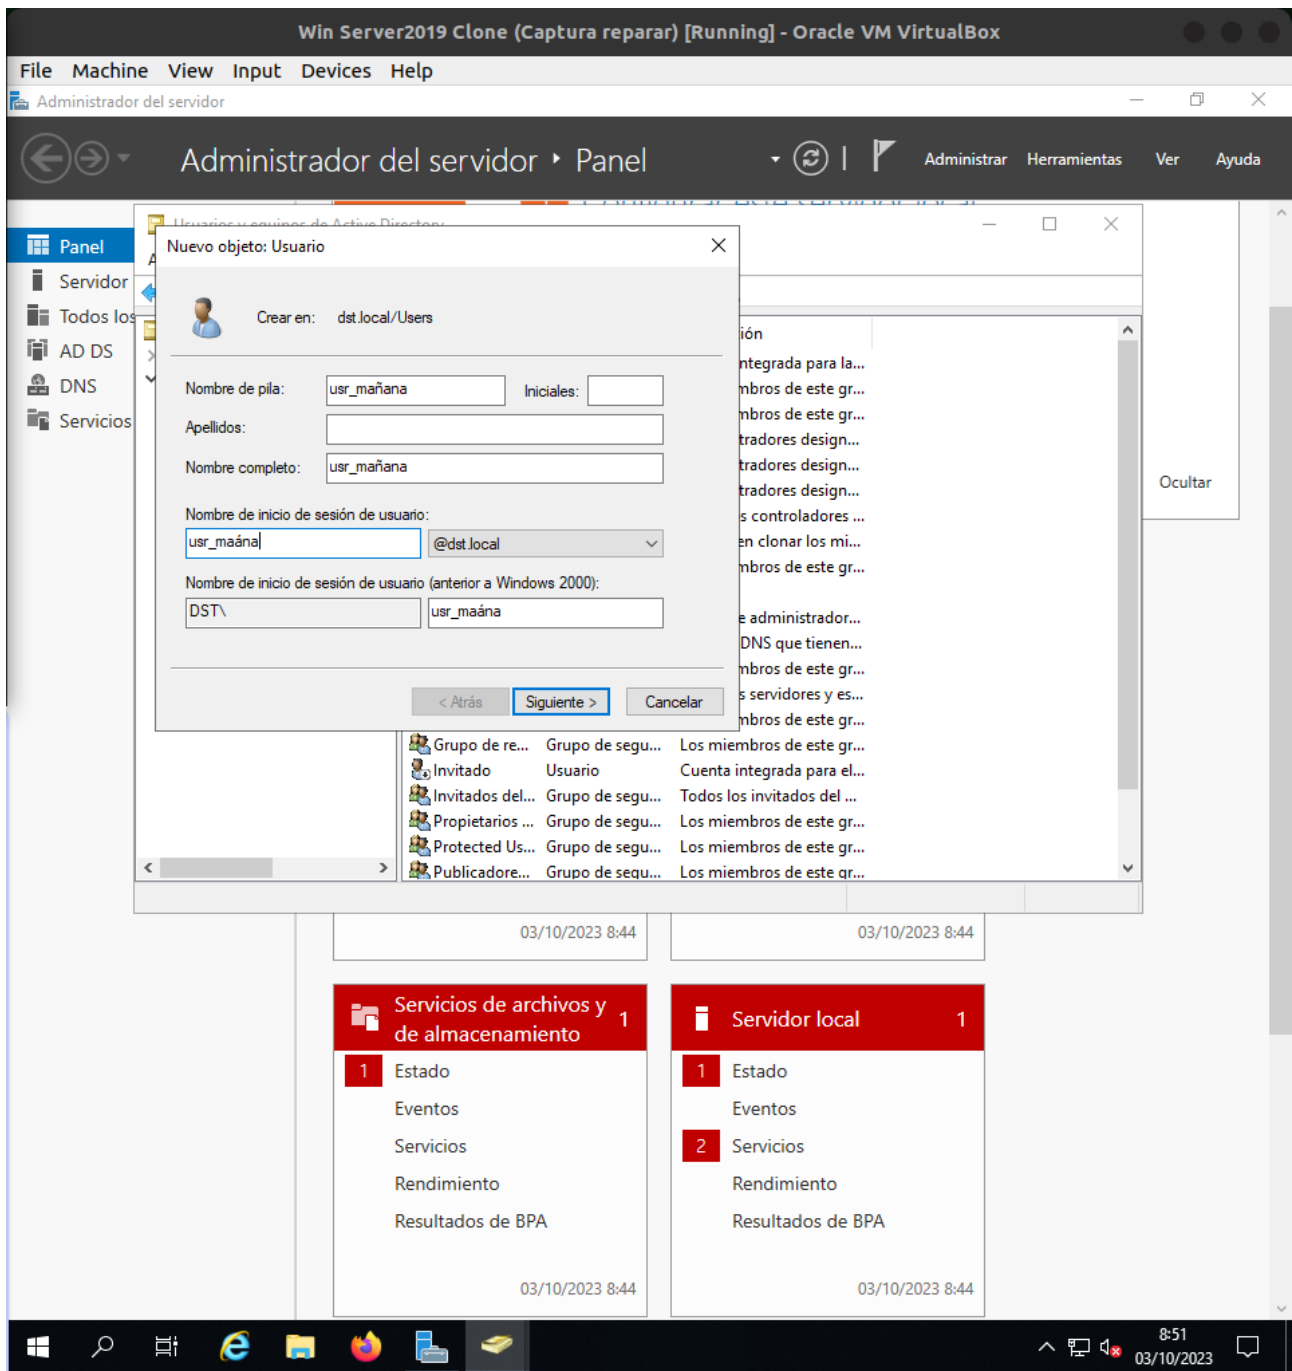 Win Server2019 Clone (Captura reparar) [Running] - Oracle VM VirtualBox
File Machine View Input Devices Help
Administrador del servidor
Administrador del servidor ‣ Panel
Administrar Herramientas Ver Ayuda
Configurar este servidor local
Usuarios y equipos de Active Directory
Panel
Servidor
Todos los
AD DS
DNS
Servicios
Nuevo objeto: Usuario
Crear en: dst.local/Users
Nombre de pila: usr_mañana Iniciales:
Apellidos:
Nombre completo: usr_mañana
Nombre de inicio de sesión de usuario:
usr_maána @dst.local
Nombre de inicio de sesión de usuario (anterior a Windows 2000):
DST\ usr_maána
< Atrás Siguiente > Cancelar
ión
ntegrada para la...
mbros de este gr...
mbros de este gr...
tradores design...
tradores design...
tradores design...
s controladores ...
en clonar los mi...
mbros de este gr...
e administrador...
DNS que tienen...
mbros de este gr...
s servidores y es...
mbros de este gr...
Ocultar
Grupo de re... Grupo de segu... Los miembros de este gr...
Invitado Usuario Cuenta integrada para el...
Invitados del... Grupo de segu... Todos los invitados del ...
Propietarios ... Grupo de segu... Los miembros de este gr...
Protected Us... Grupo de segu... Los miembros de este gr...
Publicadore... Grupo de segu... Los miembros de este gr...
03/10/2023 8:44
03/10/2023 8:44
Servicios de archivos y
de almacenamiento 1
1 Estado
Eventos
Servicios
Rendimiento
Resultados de BPA
03/10/2023 8:44
Servidor local 1
1 Estado
Eventos
2 Servicios
Rendimiento
Resultados de BPA
03/10/2023 8:44
8:51
03/10/2023